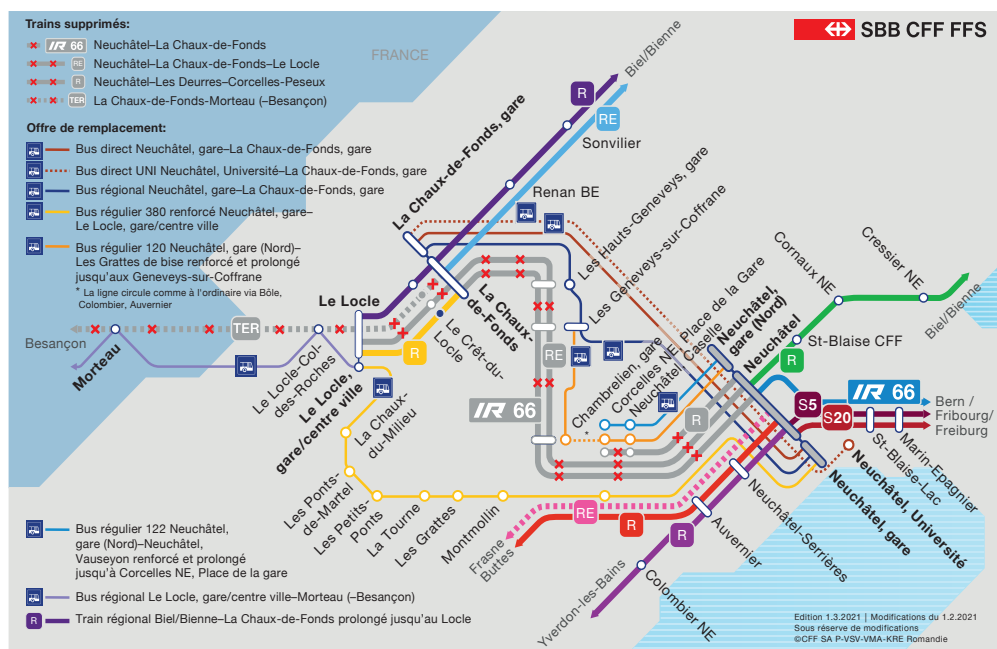 Trains supprimés:
IR 66 Neuchâtel–La Chaux-de-Fonds
RE Neuchâtel–La Chaux-de-Fonds–Le Locle
R Neuchâtel–Les Deurres–Corcelles-Peseux
TER La Chaux-de-Fonds-Morteau (–Besançon)
Offre de remplacement:
Bus direct Neuchâtel, gare–La Chaux-de-Fonds, gare
Bus direct UNI Neuchâtel, Université–La Chaux-de-Fonds, gare
Bus régional Neuchâtel, gare–La Chaux-de-Fonds, gare
Bus régulier 380 renforcé Neuchâtel, gare–
Le Locle, gare/centre ville
Bus régulier 120 Neuchâtel, gare (Nord)–
Les Grattes de bise renforcé et prolongé
jusqu'aux Geneveys-sur-Coffrane
* La ligne circule comme à l'ordinaire via Bôle,
Colombier, Auvernier
SBB CFF FFS
FRANCE
Biel/Bienne
R
RE
Sonvilier
La Chaux-de-Fonds, gare
Renan BE
Les Hauts-Geneveys, gare
Les Geneveys-sur-Coffrane
Cornaux NE
Cressier NE
Biel/Bienne
Le Locle
La Chaux-
de-Fonds
Le Crêt-du-
Locle
Place de la Gare
Neuchâtel,
gare (Nord)
Neuchâtel
St-Blaise CFF
R
TER
Besançon
Morteau
Le Locle-Col-
des-Roches
Le Locle,
gare/centre ville
R
La Chaux-
du-Milieu
RE
IR 66
Chambrelien, gare
*
Corcelles NE,
Neuchâtel Caselle
R
S5
IR 66
S20
Bern /
Fribourg/
Freiburg
St-Blaise-Lac
Marin-Epagnier
Les Ponts-
de-Martel
Les Petits-
Ponts
La Tourne
Les Grattes
Montmollin
RE
R
R
Frasne
Buttes
Auvernier
Neuchâtel-Serrières
Neuchâtel, gare
Neuchâtel, Université
Yverdon-les-Bains
Colombier NE
Bus régulier 122 Neuchâtel,
gare (Nord)–Neuchâtel,
Vauseyon renforcé et prolongé
jusqu'à Corcelles NE, Place de la gare
Bus régional Le Locle, gare/centre ville–Morteau (–Besançon)
R Train régional Biel/Bienne–La Chaux-de-Fonds prolongé jusqu'au Locle
Edition 1.3.2021 | Modifications du 1.2.2021
Sous réserve de modifications
©CFF SA P-VSV-VMA-KRE Romandie